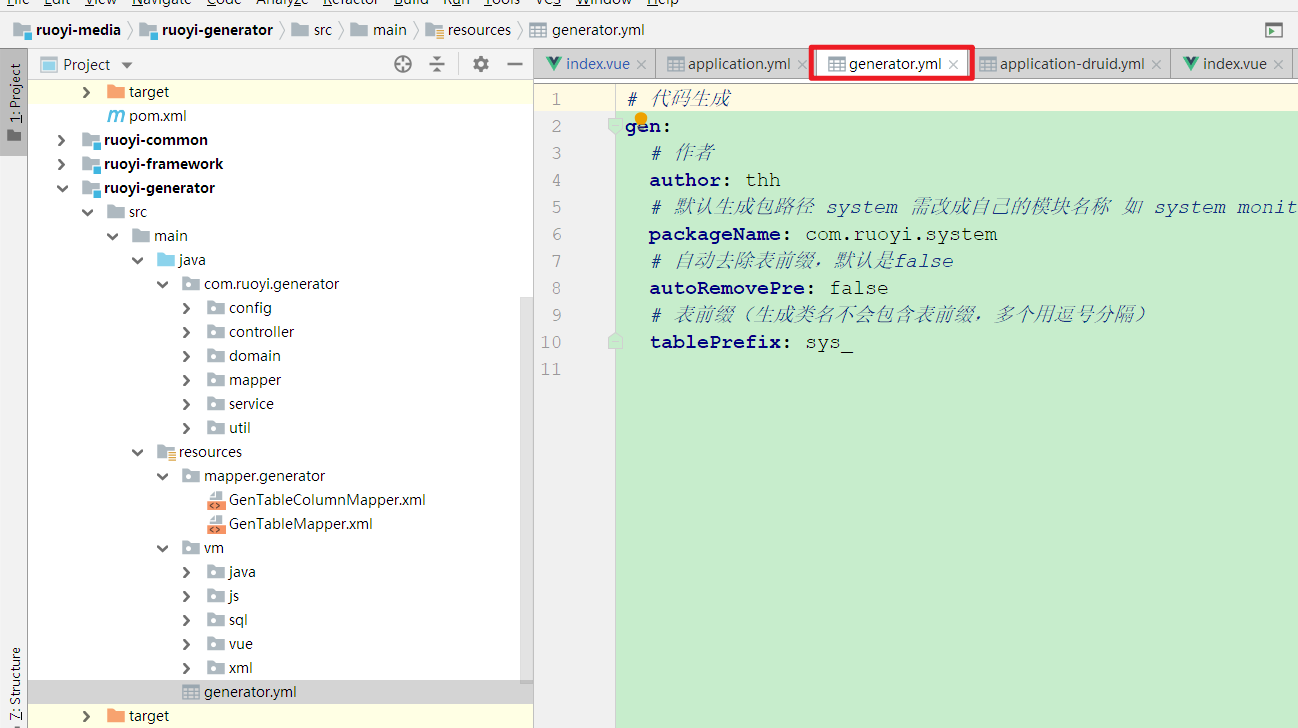 File Edit View Navigate Code Analyze Refactor Build Run Tools VCS Window Help
ruoyi-media ruoyi-generator src main resources generator.yml
1: Project
Project
index.vue application.yml generator.yml application-druid.yml index.vue
target
pom.xml
ruoyi-common
ruoyi-framework
ruoyi-generator
src
main
java
com.ruoyi.generator
config
controller
domain
mapper
service
util
resources
mapper.generator
GenTableColumnMapper.xml
GenTableMapper.xml
vm
java
js
sql
vue
xml
generator.yml
target
Z: Structure
1 # 代码生成
2 gen:
3 # 作者
4 author: thh
5 # 默认生成包路径 system 需改成自己的模块名称 如 system monit
6 packageName: com.ruoyi.system
7 # 自动去除表前缀，默认是false
8 autoRemovePre: false
9 # 表前缀（生成类名不会包含表前缀，多个用逗号分隔）
10 tablePrefix: sys_
11